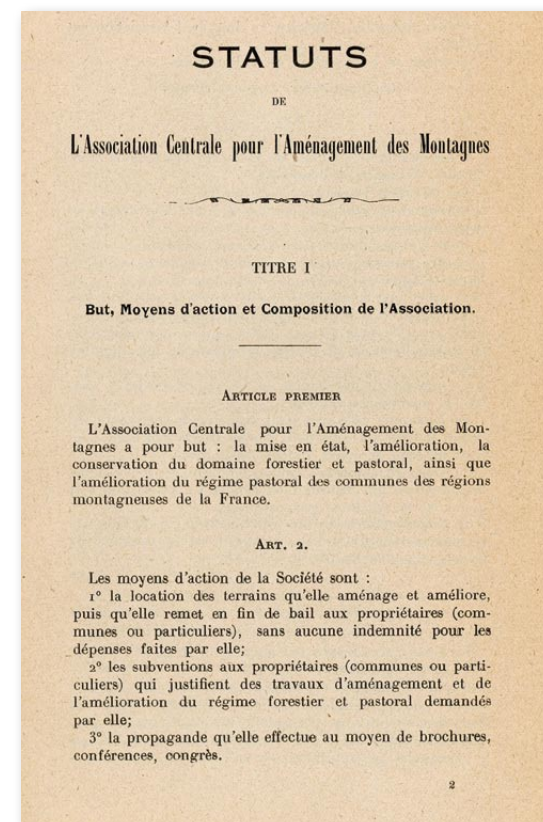 STATUTS
DE
L'Association Centrale pour l'Aménagement des Montagnes
TITRE I
But, Moyens d'action et Composition de l'Association.
ARTICLE PREMIER
L'Association Centrale pour l'Aménagement des Mon-
tagnes a pour but : la mise en état, l'amélioration, la
conservation du domaine forestier et pastoral, ainsi que
l'amélioration du régime pastoral des communes des régions
montagneuses de la France.
ART. 2.
Les moyens d'action de la Société sont :
1° la location des terrains qu'elle aménage et améliore,
puis qu'elle remet en fin de bail aux propriétaires (com-
munes ou particuliers), sans aucune indemnité pour les
dépenses faites par elle;
2° les subventions aux propriétaires (communes ou parti-
culiers) qui justifient des travaux d'aménagement et de
l'amélioration du régime forestier et pastoral demandés
par elle;
3° la propagande qu'elle effectue au moyen de brochures,
conférences, congrès.
2